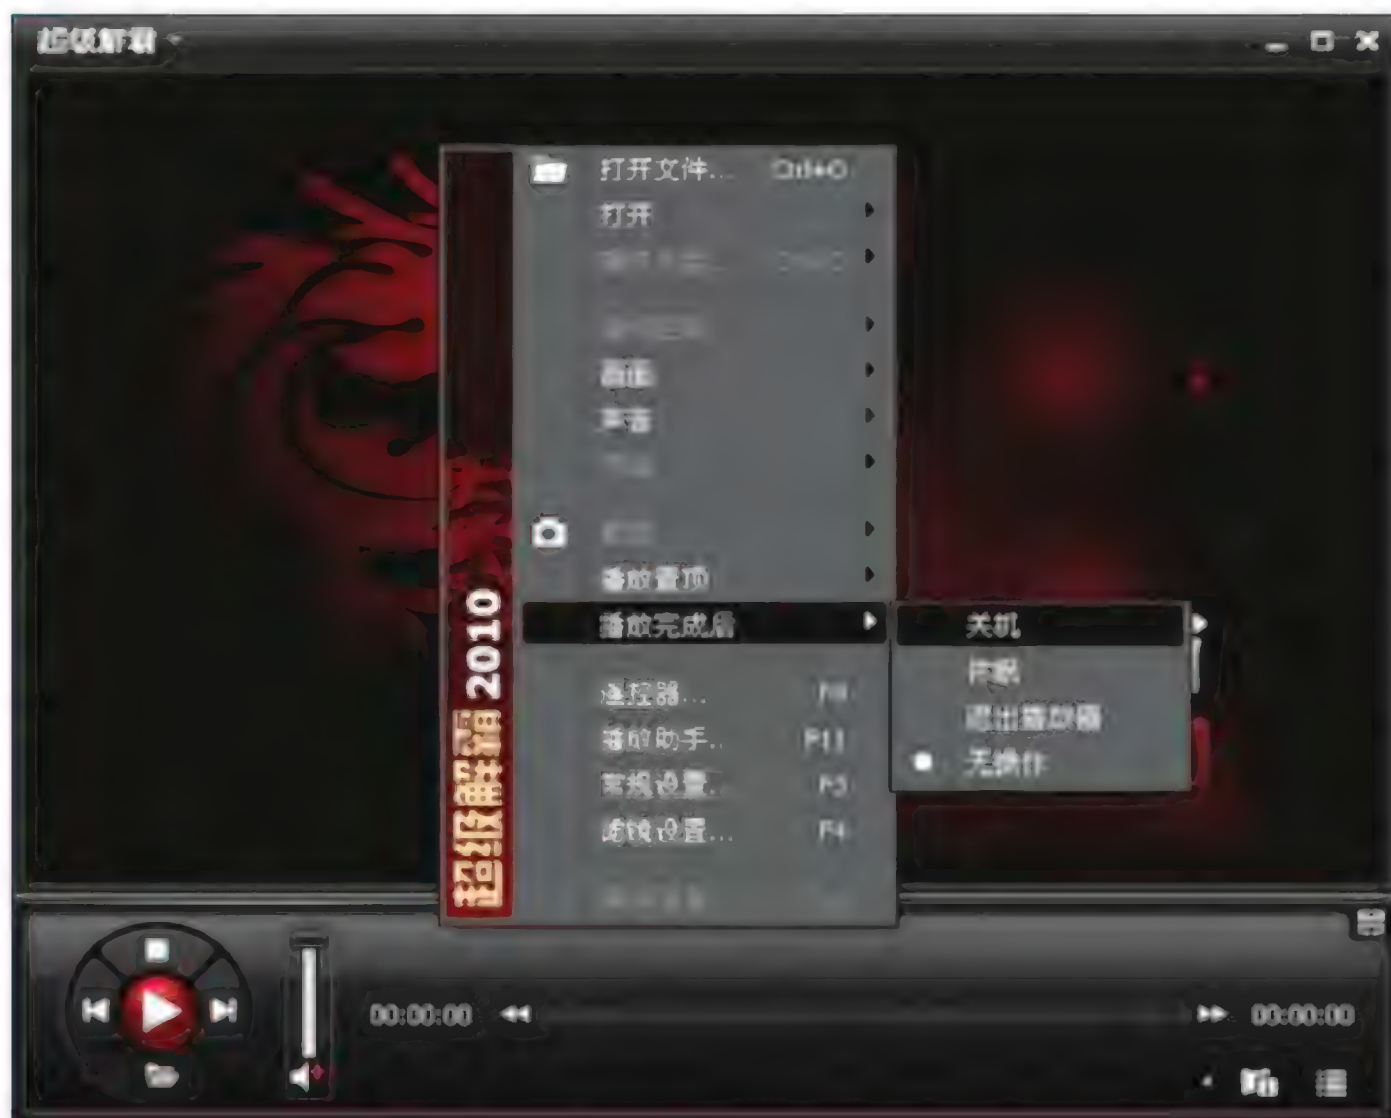 超级解霸
打开文件... Ctrl+O
打开
画面
声音
播放置顶
播放完成后
关机
休眠
退出播放器
无操作
遥控器...
播放助手... F11
常规设置... F5
滤镜设置... F4
超级解霸 2010
00:00:00
00:00:00